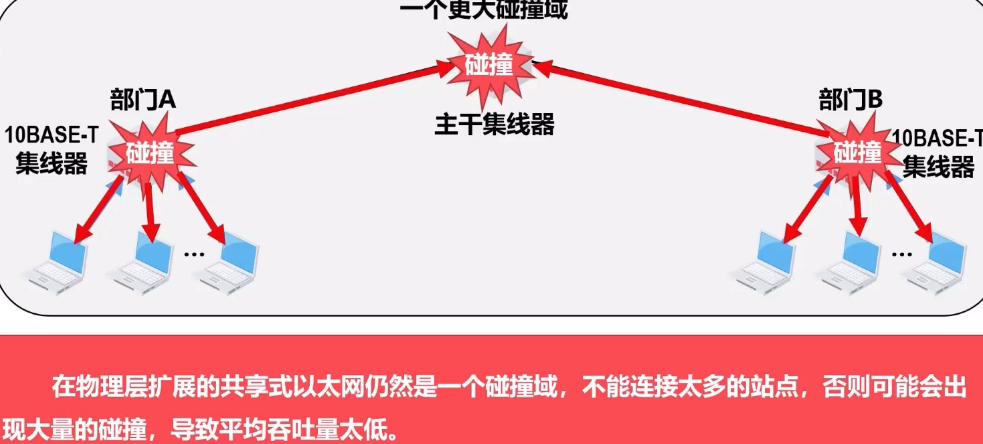 一个更大碰撞域
碰撞
主干集线器
部门A
10BASE-T
集线器
碰撞
部门B
10BASE-T
集线器
碰撞
...
...
在物理层扩展的共享式以太网仍然是一个碰撞域，不能连接太多的站点，否则可能会出
现大量的碰撞，导致平均吞吐量太低。